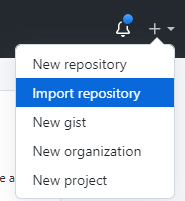 New repository
Import repository
New gist
New organization
New project
e a